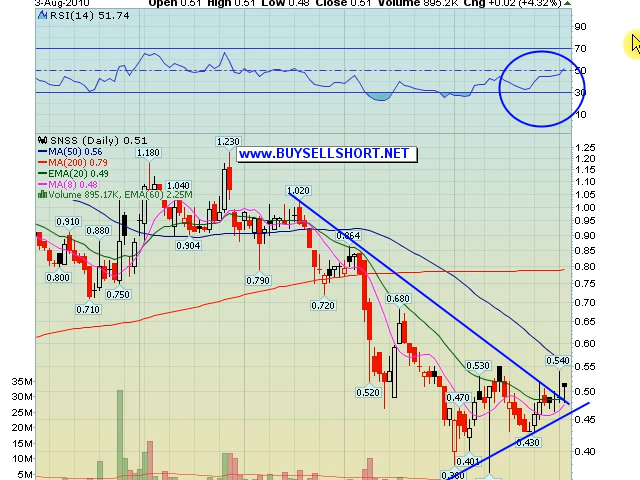 3-Aug-2010 Open 0.51 High 0.51 Low 0.48 Close 0.51 Volume 895.2K Chg +0.02 (+4.32%)
RSI(14) 51.74
90
70
50
30
10
SNSS (Daily) 0.51
MA(50) 0.56
MA(200) 0.79
EMA(20) 0.49
MA(8) 0.48
Volume 895.17K, EMA(60) 2.25M
www.BUYSELLSHORT.NET
1.230
1.180
1.040
1.020
0.910
0.880
0.904
0.864
0.800
0.790
0.750
0.710
0.720
0.680
0.540
0.530
0.520
0.470
0.430
0.401
0.360
1.25
1.20
1.15
1.10
1.05
1.00
0.95
0.90
0.85
0.80
0.75
0.70
0.65
0.60
0.55
0.50
0.45
0.40
35M
30M
25M
20M
15M
10M
5M